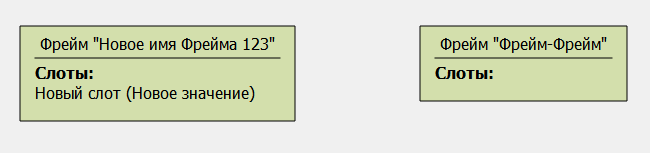 Фрейм "Новое имя Фрейма 123"
Слоты:
Новый слот (Новое значение)
Фрейм "Фрейм-Фрейм"
Слоты: